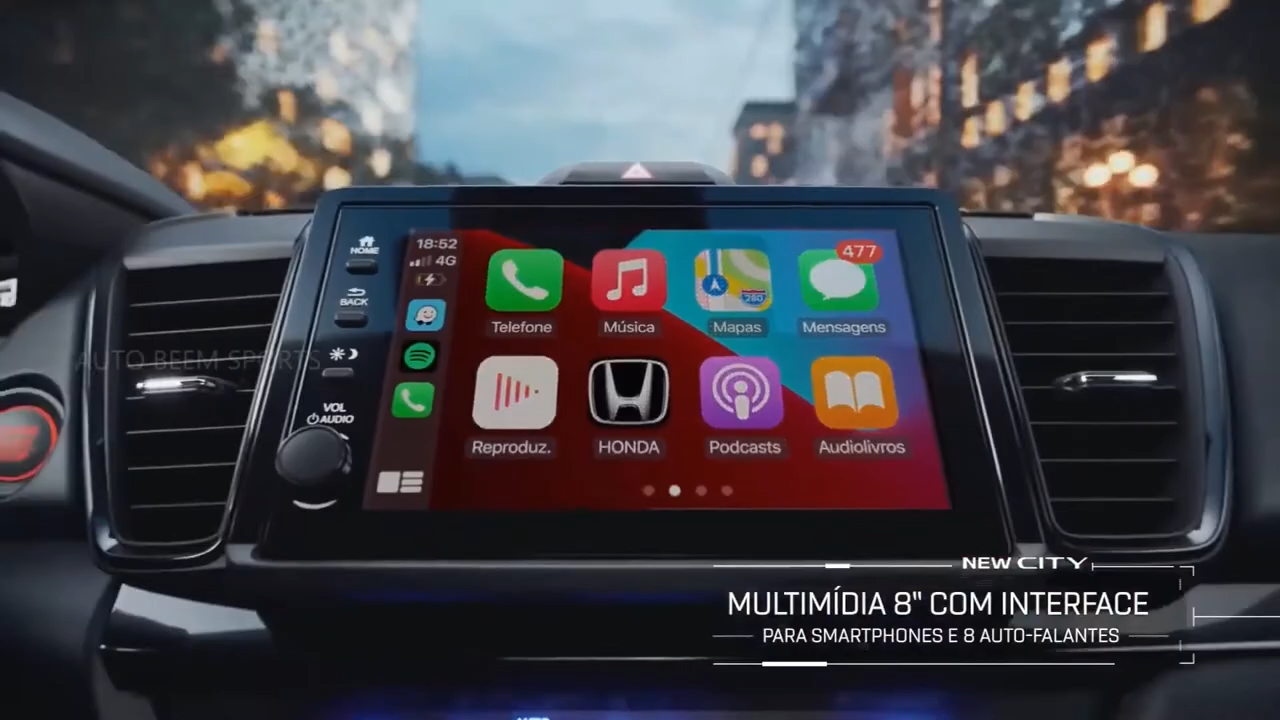 HOME
BACK
VOL
AUDIO
18:52
4G
477
Telefone
Música
280
Mapas
Mensagens
Reproduz.
HONDA
Podcasts
Audiolivros
AUTO BEEM SPORTS
NEW CITY
MULTIMÍDIA 8" COM INTERFACE
PARA SMARTPHONES E 8 AUTO-FALANTES